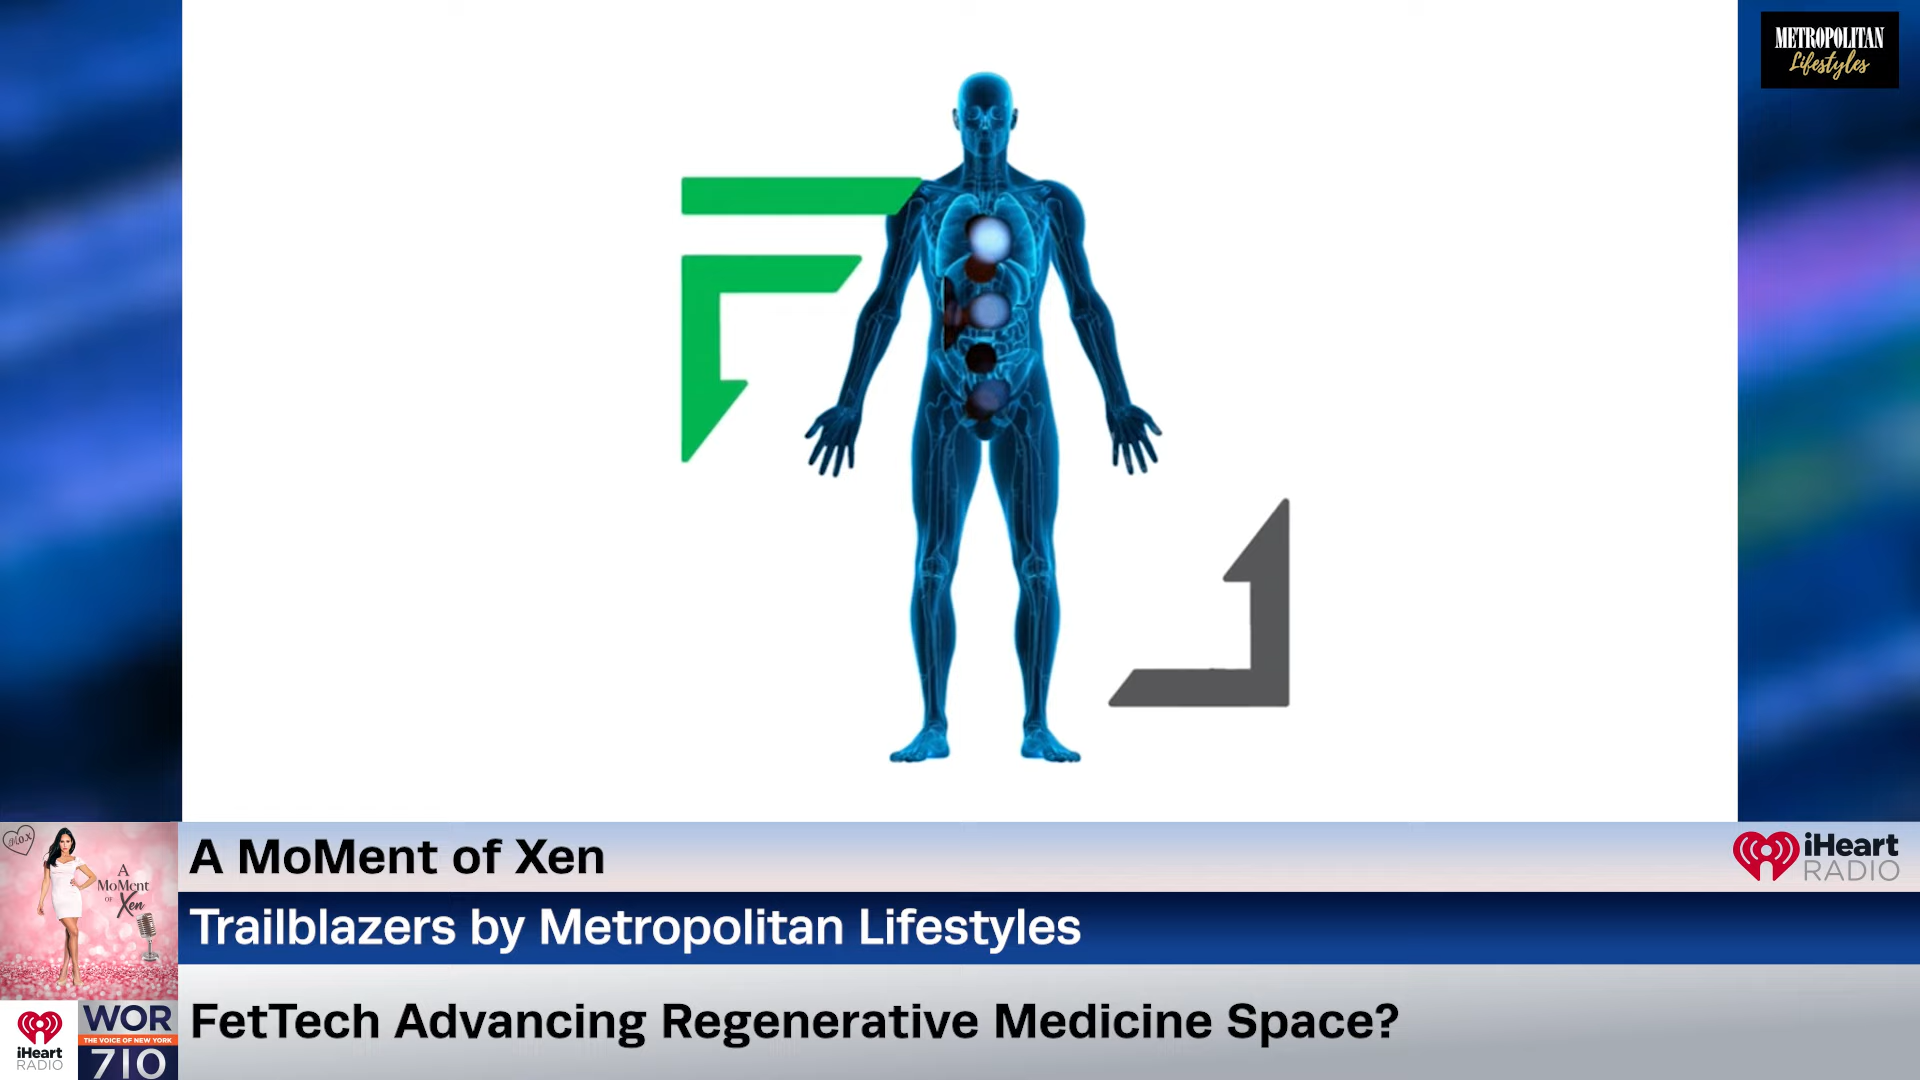 METROPOLITAN
Lifestyles
A MoMent of Xen
iHeart
RADIO
Trailblazers by Metropolitan Lifestyles
FetTech Advancing Regenerative Medicine Space?
M.O.X
A
MoMent
OF Xen
iHeart
RADIO
WOR
THE VOICE OF NEW YORK
710